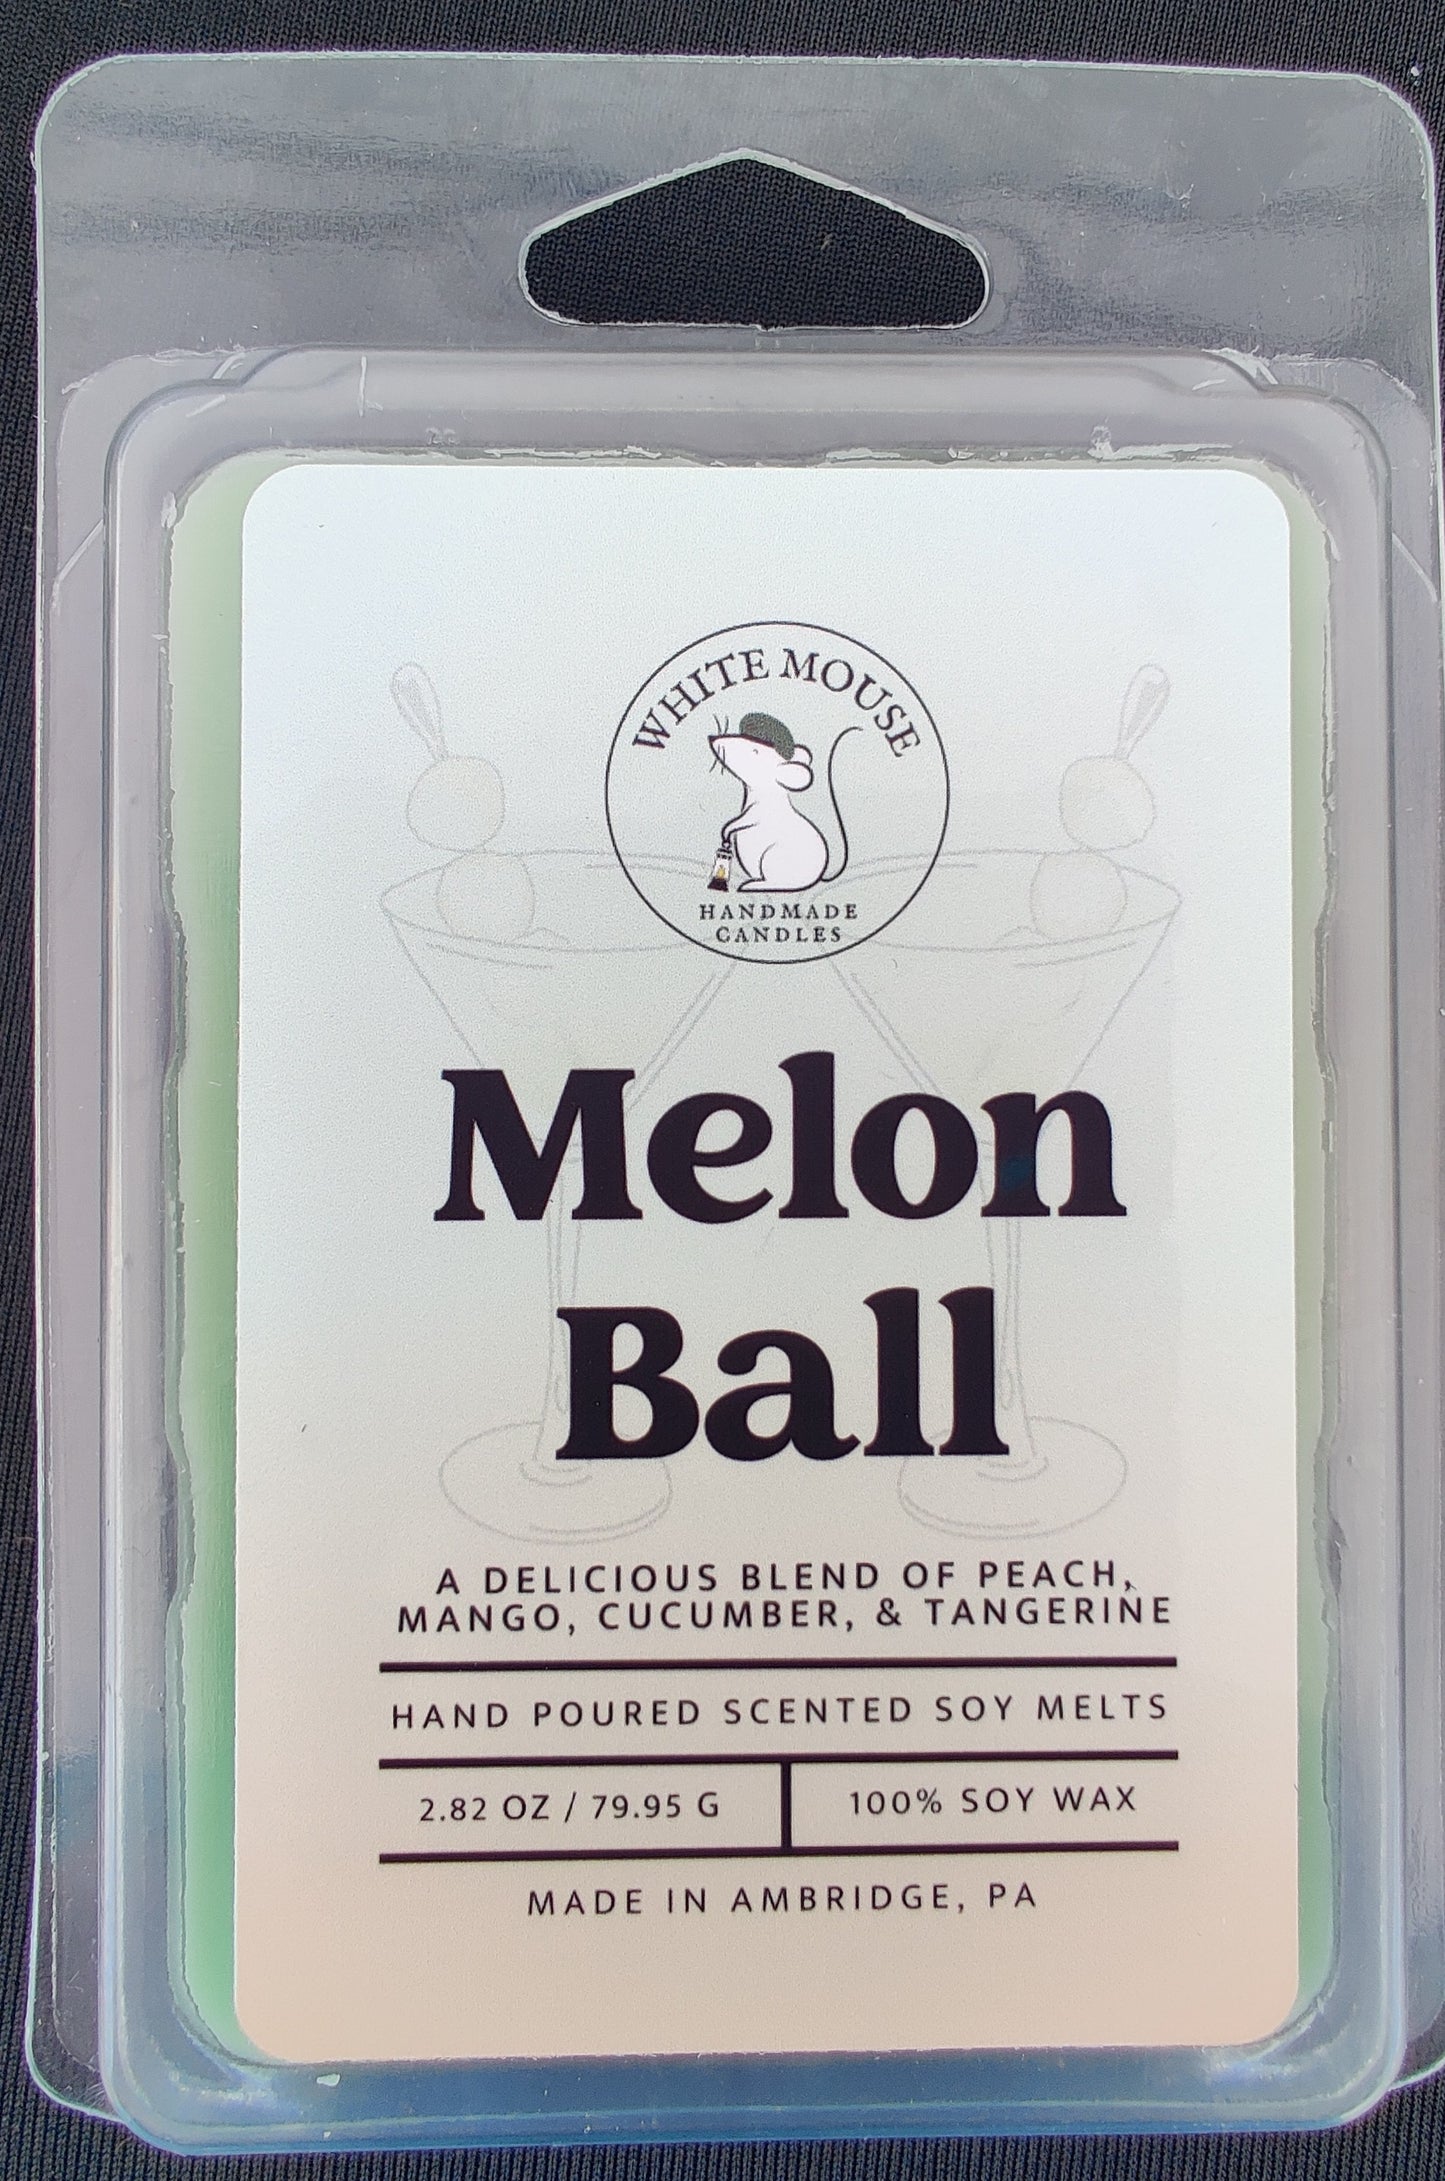 WHITE MOUSE
HANDMADE
CANDLES
Melon
Ball
A DELICIOUS BLEND OF PEACH,
MANGO, CUCUMBER, & TANGERINE
HAND POURED SCENTED SOY MELTS
2.82 OZ / 79.95 G
100% SOY WAX
MADE IN AMBRIDGE, PA